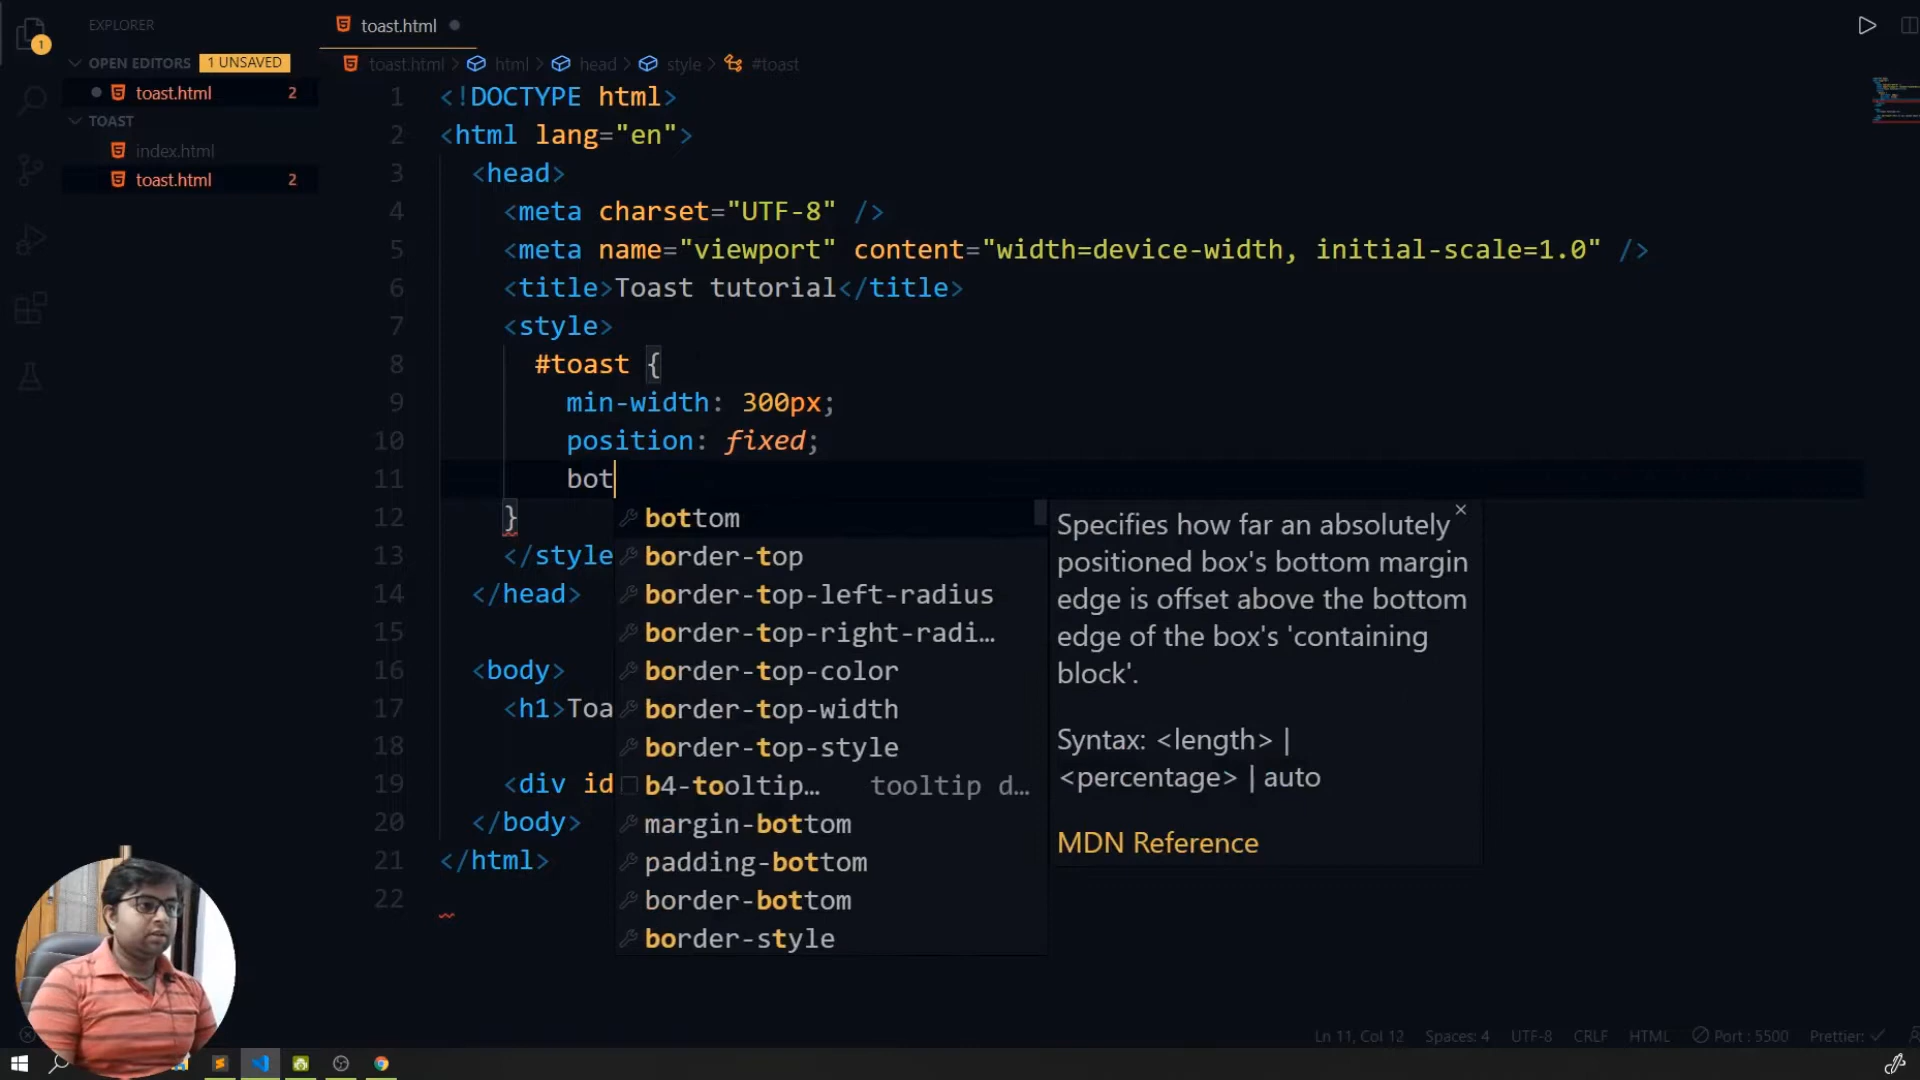 EXPLORER
OPEN EDITORS
1 UNSAVED
toast.html 2
TOAST
index.html
toast.html 2
1
toast.html
toast.html > html > head > style > #toast
1 <!DOCTYPE html>
2 <html lang="en">
3 <head>
4 <meta charset="UTF-8" />
5 <meta name="viewport" content="width=device-width, initial-scale=1.0" />
6 <title>Toast tutorial</title>
7 <style>
8 #toast {
9 min-width: 300px;
10 position: fixed;
11 bot
12 }
13 </style
14 </head>
15
16 <body>
17 <h1>Toa
18
19 <div id
20 </body>
21 </html>
22
bottom
border-top
border-top-left-radius
border-top-right-radi…
border-top-color
border-top-width
border-top-style
b4-tooltip… tooltip d…
margin-bottom
padding-bottom
border-bottom
border-style
Specifies how far an absolutely
positioned box's bottom margin
edge is offset above the bottom
edge of the box's 'containing
block'.
Syntax: <length> |
<percentage> | auto
MDN Reference
Ln 11, Col 12 Spaces: 4 UTF-8 CRLF HTML Port : 5500 Prettier: ✓